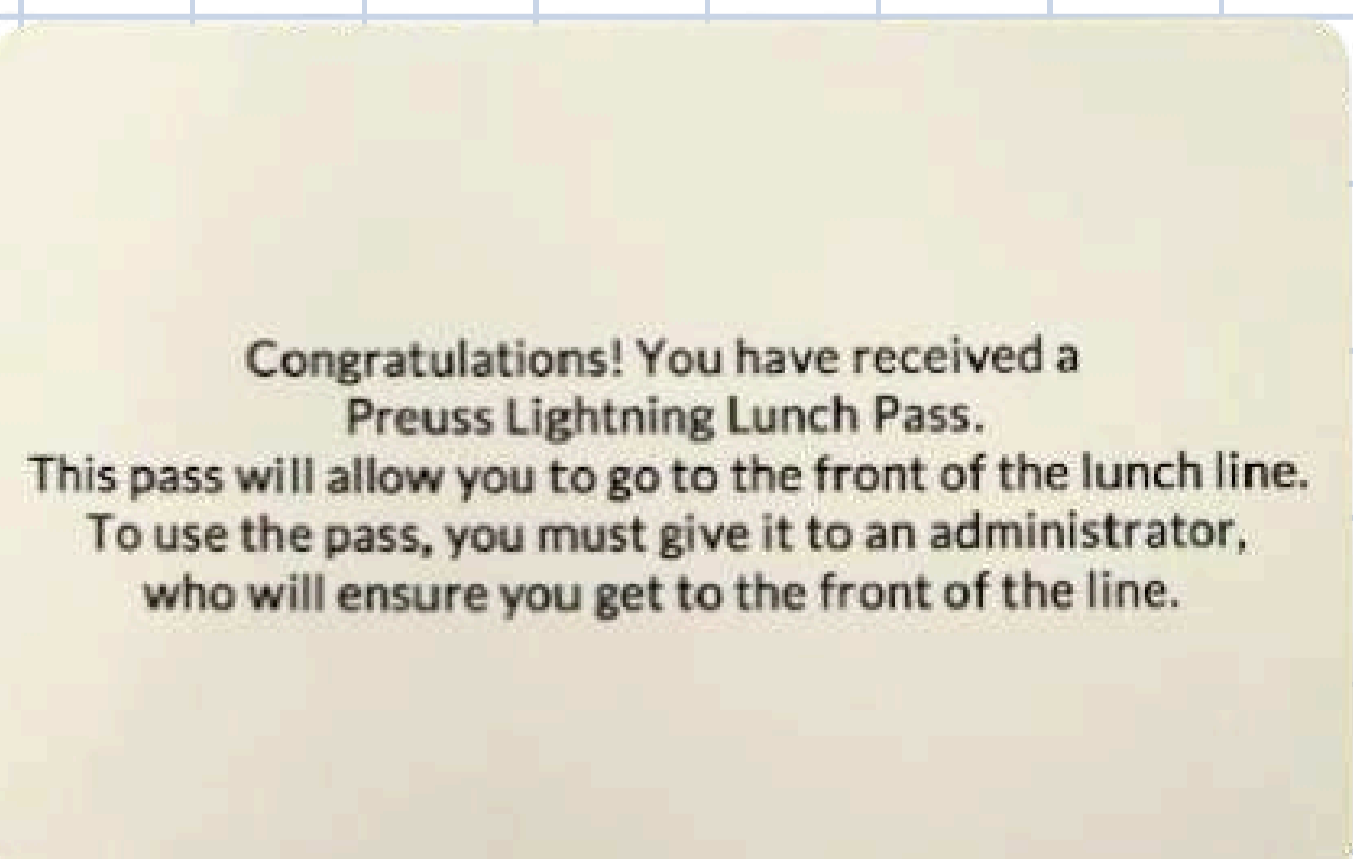 Congratulations! You have received a
Preuss Lightning Lunch Pass.
This pass will allow you to go to the front of the lunch line.
To use the pass, you must give it to an administrator,
who will ensure you get to the front of the line.